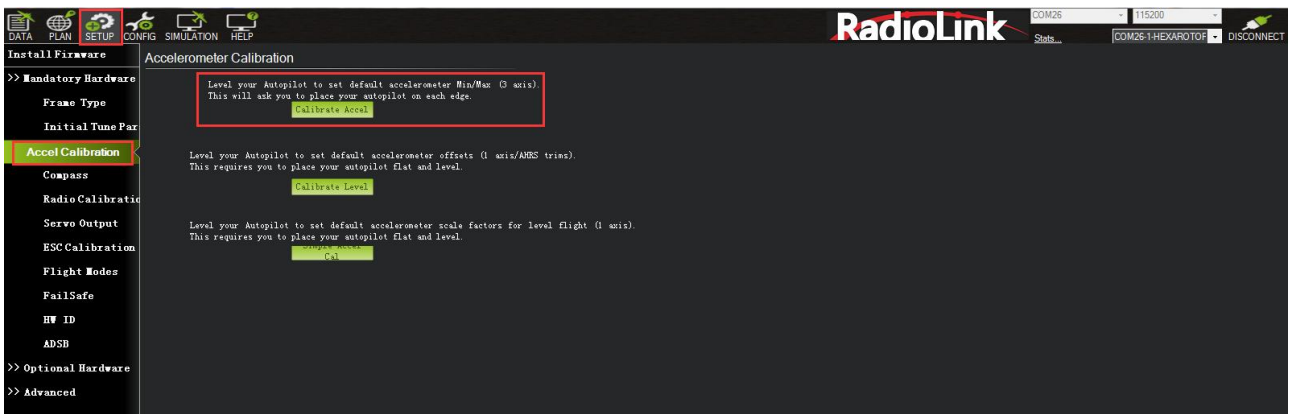 DATA PLAN SETUP CONFIG SIMULATION HELP
RadioLink
COM26 115200
Stats... COM26-1-HEXAROTOF DISCONNECT
Install Firmware
Accelerometer Calibration
>> Mandatory Hardware
Level your Autopilot to set default accelerometer Min/Max (3 axis).
This will ask you to place your autopilot on each edge.
Calibrate Accel
Frame Type
Initial Tune Par
Accel Calibration
Level your Autopilot to set default accelerometer offsets (1 axis/AHRS trims).
This requires you to place your autopilot flat and level.
Calibrate Level
Compass
Radio Calibratio
Servo Output
Level your Autopilot to set default accelerometer scale factors for level flight (1 axis).
This requires you to place your autopilot flat and level.
Simple Accel
Cal
ESC Calibration
Flight Modes
FailSafe
HW ID
ADSB
>> Optional Hardware
>> Advanced